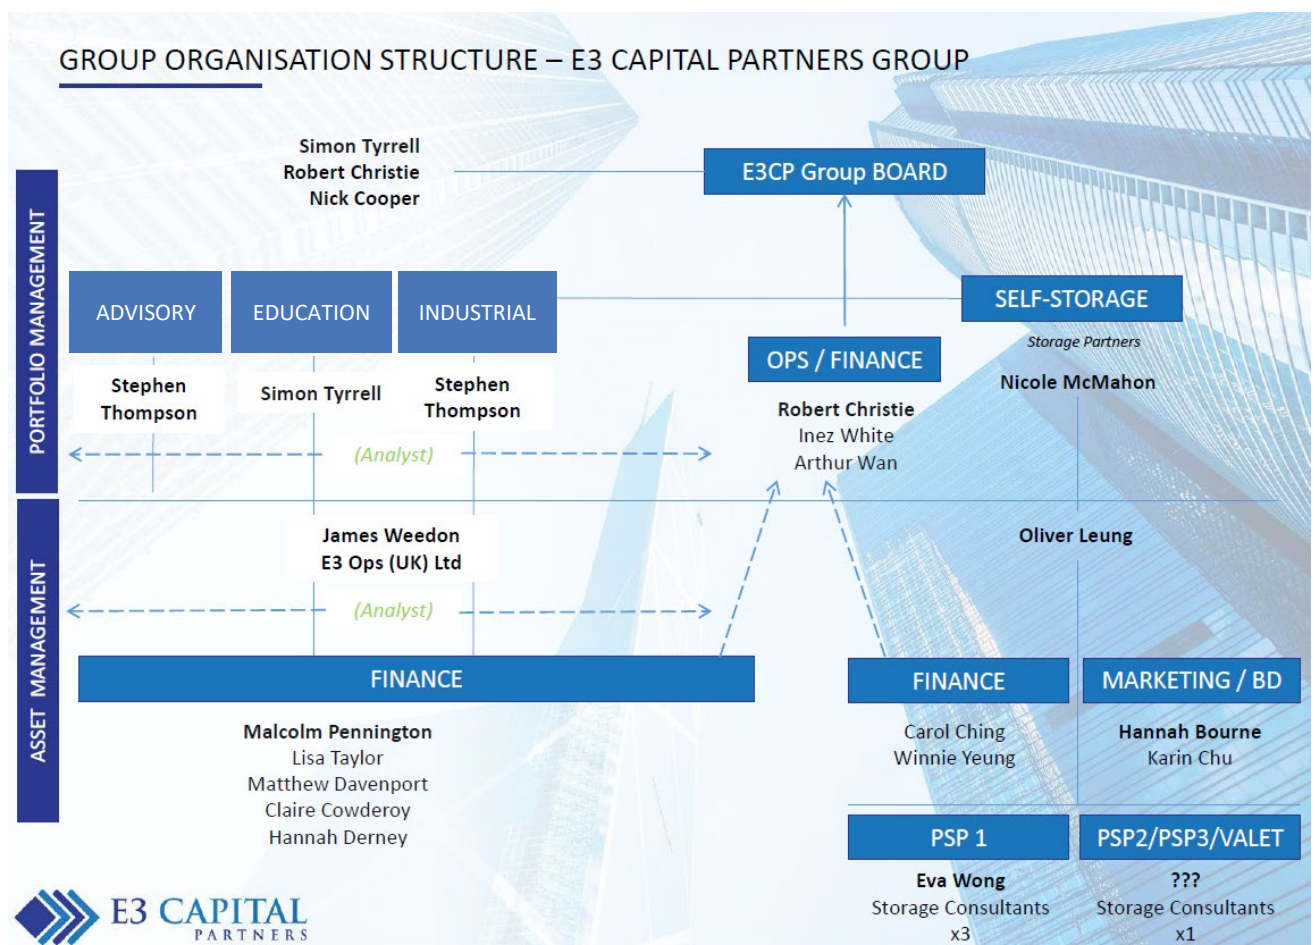 GROUP ORGANISATION STRUCTURE – E3 CAPITAL PARTNERS GROUP
Simon Tyrrell
Robert Christie
Nick Cooper
E3CP Group BOARD
PORTFOLIO MANAGEMENT
ADVISORY
EDUCATION
INDUSTRIAL
SELF-STORAGE
Storage Partners
Nicole McMahon
OPS / FINANCE
Robert Christie
Inez White
Arthur Wan
Stephen
Thompson
Simon Tyrrell
Stephen
Thompson
(Analyst)
ASSET MANAGEMENT
James Weedon
E3 Ops (UK) Ltd
(Analyst)
Oliver Leung
FINANCE
Malcolm Pennington
Lisa Taylor
Matthew Davenport
Claire Cowderoy
Hannah Derney
FINANCE
Carol Ching
Winnie Yeung
MARKETING / BD
Hannah Bourne
Karin Chu
PSP 1
Eva Wong
Storage Consultants
x3
PSP2/PSP3/VALET
???
Storage Consultants
x1
E3 CAPITAL
PARTNERS